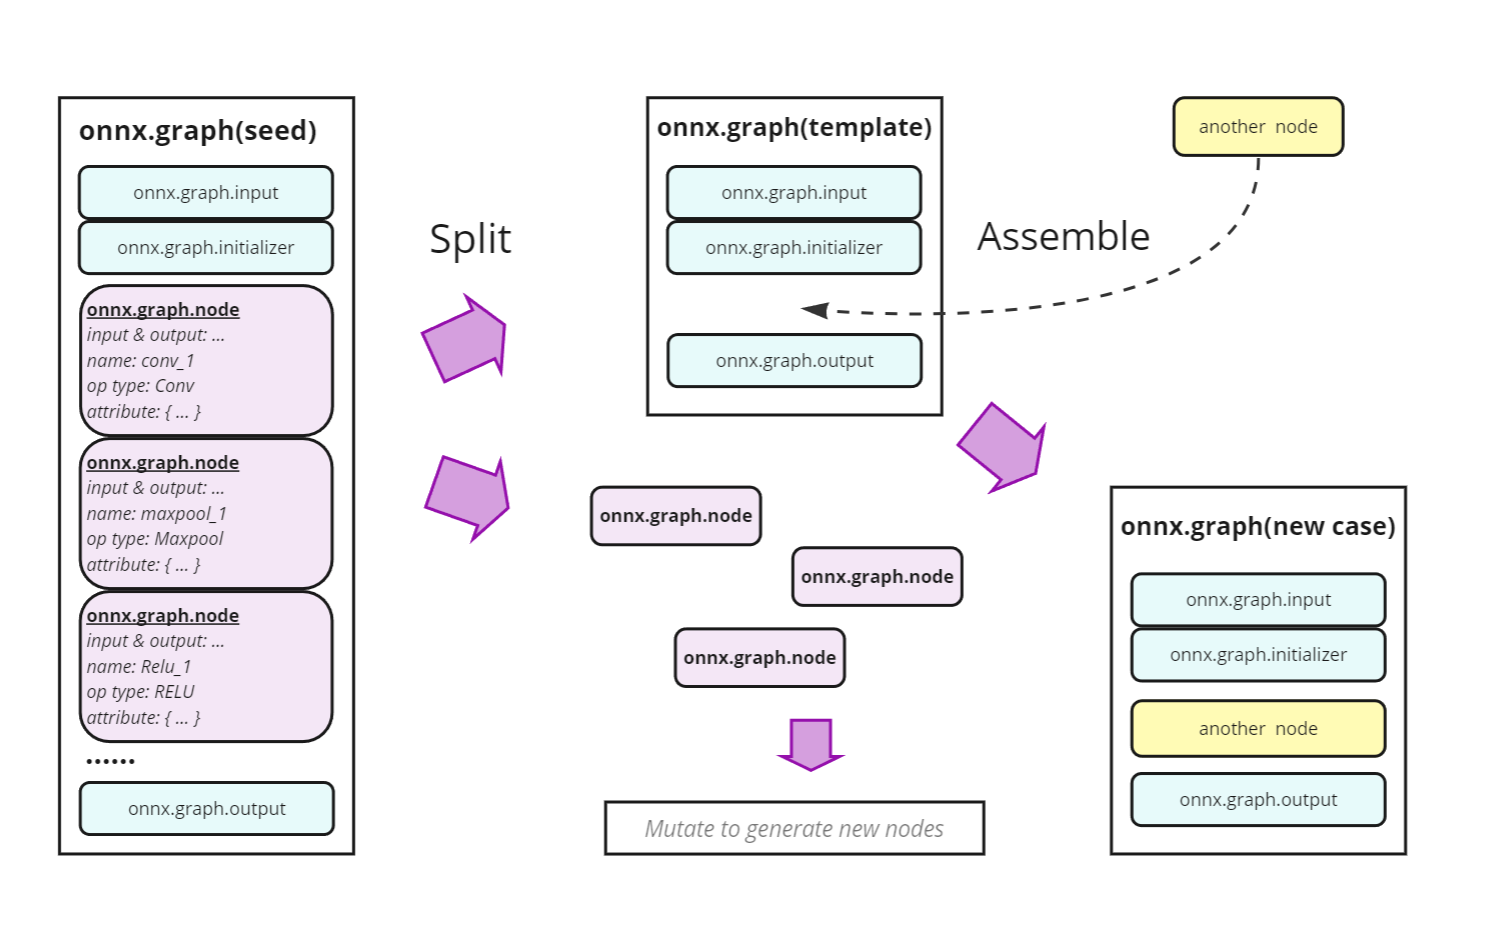 onnx.graph(seed)
onnx.graph.input
onnx.graph.initializer
onnx.graph.node
input & output: ...
name: conv_1
op type: Conv
attribute: { ... }
onnx.graph.node
input & output: ...
name: maxpool_1
op type: Maxpool
attribute: { ... }
onnx.graph.node
input & output: ...
name: Relu_1
op type: RELU
attribute: { ... }
......
onnx.graph.output
Split
onnx.graph(template)
onnx.graph.input
onnx.graph.initializer
onnx.graph.output
another node
Assemble
onnx.graph.node
onnx.graph.node
onnx.graph.node
Mutate to generate new nodes
onnx.graph(new case)
onnx.graph.input
onnx.graph.initializer
another node
onnx.graph.output